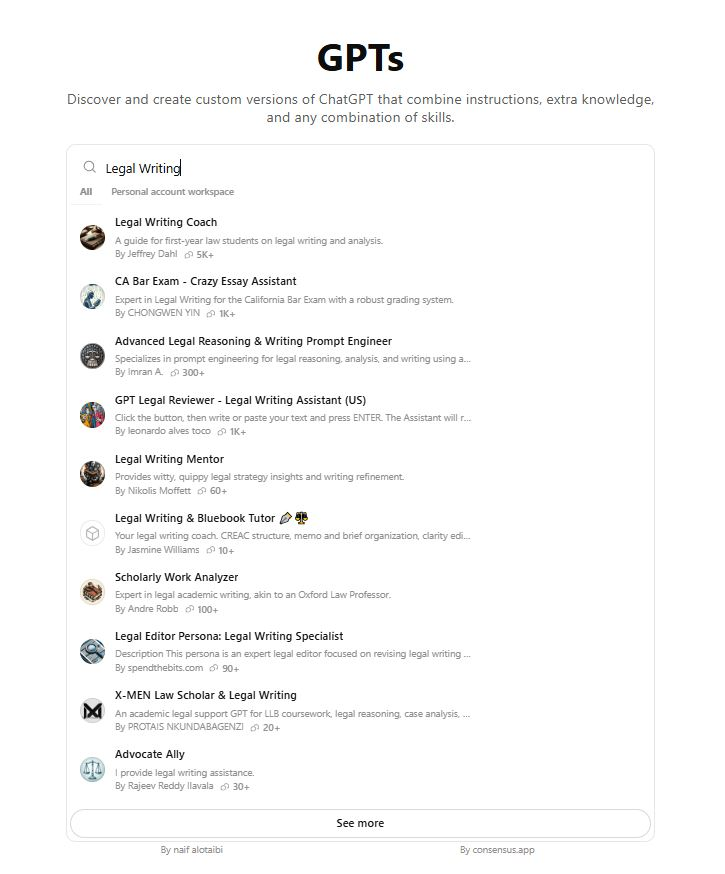 GPTs
Discover and create custom versions of ChatGPT that combine instructions, extra knowledge,
and any combination of skills.
Legal Writing
All Personal account workspace
Legal Writing Coach
A guide for first-year law students on legal writing and analysis.
By Jeffrey Dahl 5K+
CA Bar Exam - Crazy Essay Assistant
Expert in Legal Writing for the California Bar Exam with a robust grading system.
By CHONGWEN YIN 1K+
Advanced Legal Reasoning & Writing Prompt Engineer
Specializes in prompt engineering for legal reasoning, analysis, and writing using a...
By Imran A. 300+
GPT Legal Reviewer - Legal Writing Assistant (US)
Click the button, then write or paste your text and press ENTER. The Assistant will r...
By leonardo alves toco 1K+
Legal Writing Mentor
Provides witty, quippy legal strategy insights and writing refinement.
By Nikolis Moffett 60+
Legal Writing & Bluebook Tutor
Your legal writing coach. CREAC structure, memo and brief organization, clarity edi...
By Jasmine Williams 10+
Scholarly Work Analyzer
Expert in legal academic writing, akin to an Oxford Law Professor.
By Andre Robb 100+
Legal Editor Persona: Legal Writing Specialist
Description This persona is an expert legal editor focused on revising legal writing ...
By spendthebits.com 90+
X-MEN Law Scholar & Legal Writing
An academic legal support GPT for LLB coursework, legal reasoning, case analysis, ...
By PROTAIS NKUNDABAGENZI 20+
Advocate Ally
I provide legal writing assistance.
By Rajeev Reddy Ilavala 30+
See more
By naif alotaibi By consensus.app